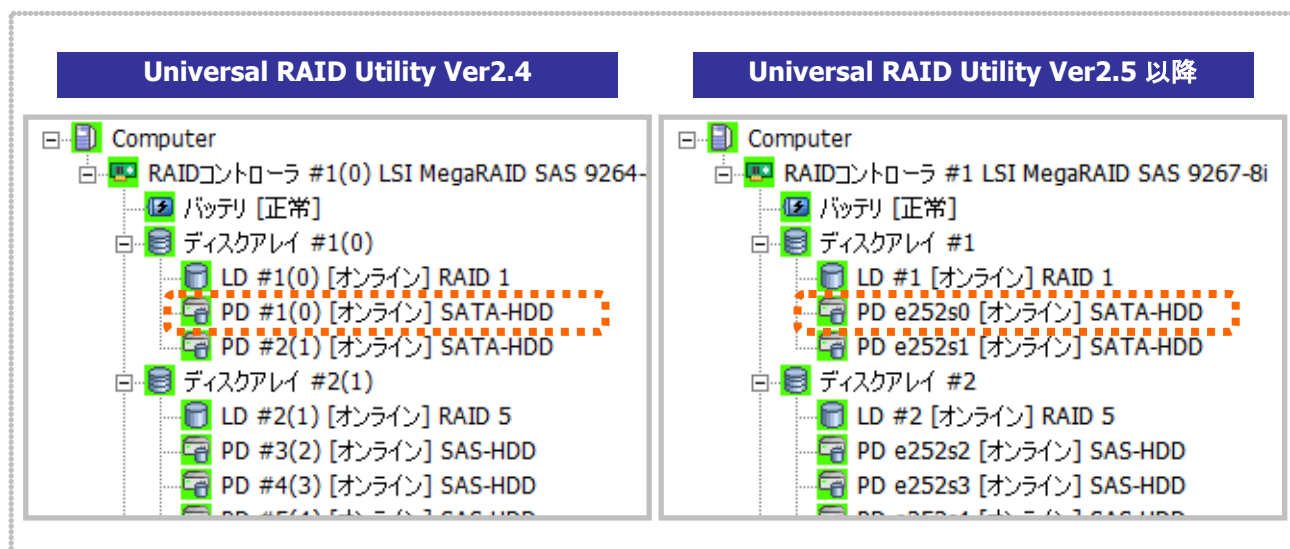 Universal RAID Utility Ver2.4
Computer
RAIDコントローラ #1(0) LSI MegaRAID SAS 9264-
バッテリ [正常]
ディスクアレイ #1(0)
LD #1(0) [オンライン] RAID 1
PD #1(0) [オンライン] SATA-HDD
PD #2(1) [オンライン] SATA-HDD
ディスクアレイ #2(1)
LD #2(1) [オンライン] RAID 5
PD #3(2) [オンライン] SAS-HDD
PD #4(3) [オンライン] SAS-HDD
Universal RAID Utility Ver2.5 以降
Computer
RAIDコントローラ #1 LSI MegaRAID SAS 9267-8i
バッテリ [正常]
ディスクアレイ #1
LD #1 [オンライン] RAID 1
PD e252s0 [オンライン] SATA-HDD
PD e252s1 [オンライン] SATA-HDD
ディスクアレイ #2
LD #2 [オンライン] RAID 5
PD e252s2 [オンライン] SAS-HDD
PD e252s3 [オンライン] SAS-HDD